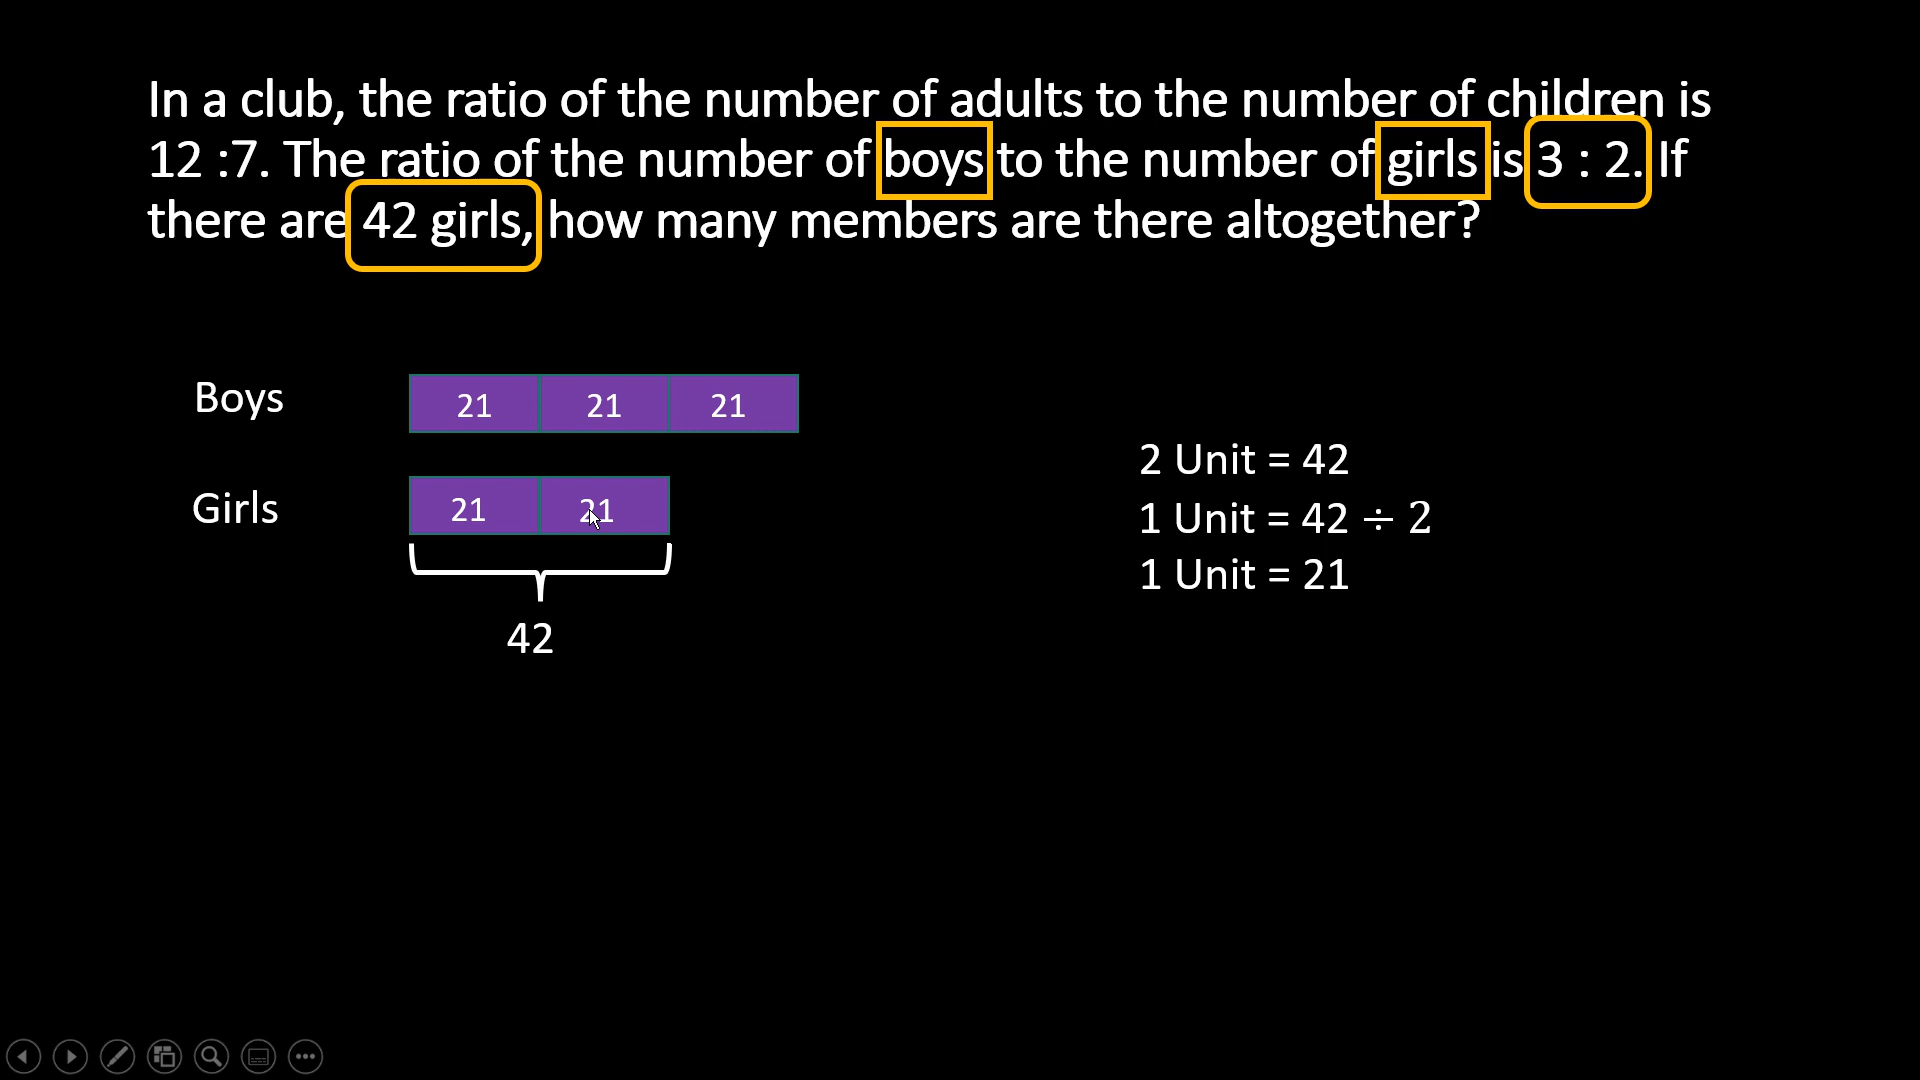 In a club, the ratio of the number of adults to the number of children is
12 :7. The ratio of the number of boys to the number of girls is 3 : 2. If
there are 42 girls, how many members are there altogether?
Boys
21 21 21
Girls
21 21
42
2 Unit = 42
1 Unit = 42 ÷ 2
1 Unit = 21